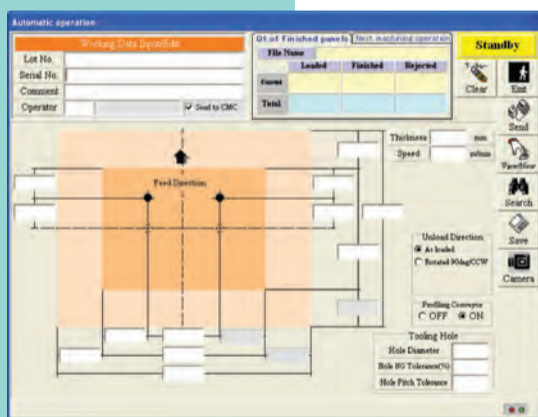 Automatic operation
Working Data Input/Edit
Lot No.
Serial No.
Comment
Operator
Send to CMC
Qt.of Finished panels
Next machining operation
File Name
Loaded Finished Rejected
Current
Total
Standby
Clear
Exit
Send
View/New
Search
Save
Camera
Thickness mm
Speed m/min
Feed Direction
Unload Direction
As loaded
Rotated 90deg/CCW
Profiling Conveyor
OFF ON
Tooling Hole
Hole Diameter
Hole NG Tolerance(%)
Hole Pitch Tolerance